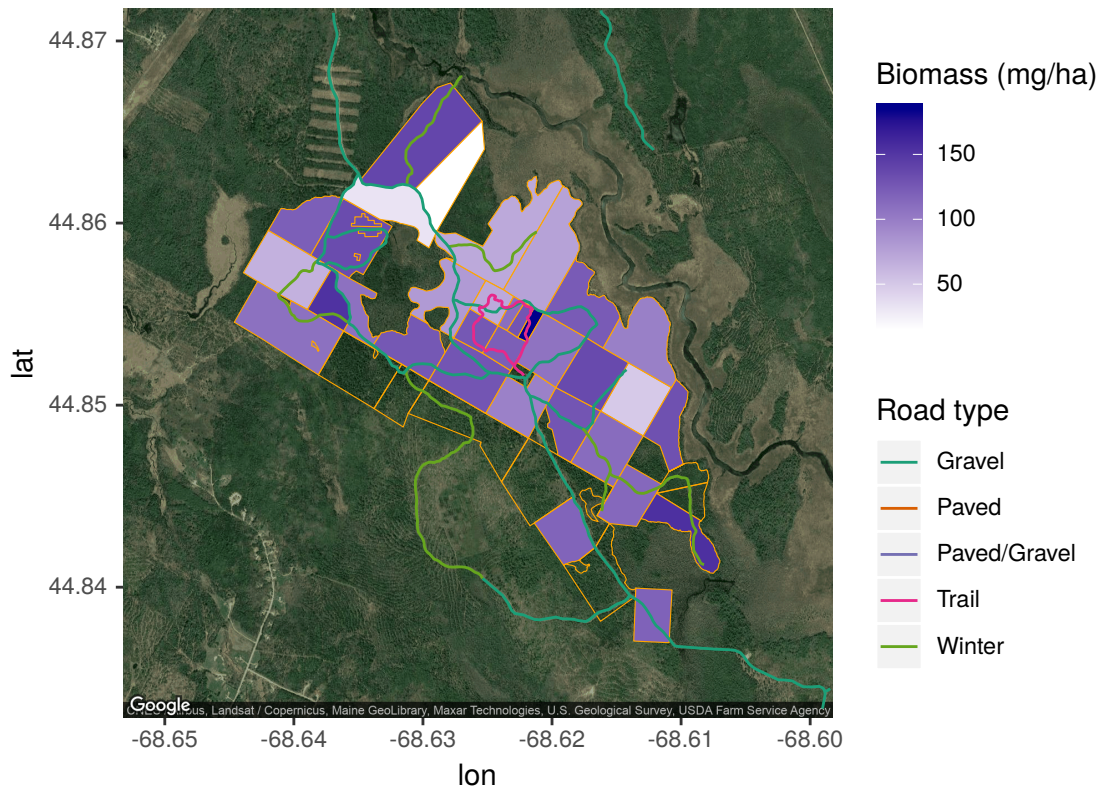 44.87
44.86
44.85
44.84
lat
-68.65
-68.64
-68.63
-68.62
-68.61
-68.60
lon
Google
Airbus, Landsat / Copernicus, Maine GeoLibrary, Maxar Technologies, U.S. Geological Survey, USDA Farm Service Agency
Biomass (mg/ha)
150
100
50
Road type
Gravel
Paved
Paved/Gravel
Trail
Winter